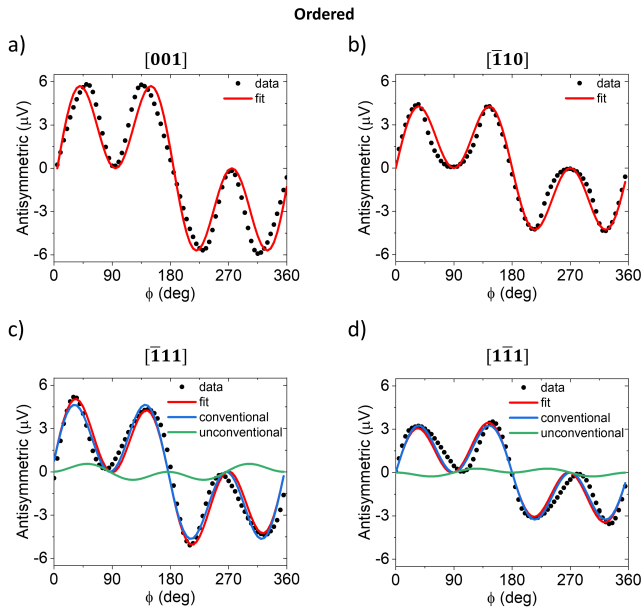 Ordered
a)
[001]
6
3
0
-3
-6
Antisymmetric (μV)
data
fit
0 90 180 270 360
ϕ (deg)
b)
[1̅10]
6
3
0
-3
-6
Antisymmetric (μV)
data
fit
0 90 180 270 360
ϕ (deg)
c)
[1̅11]
6
3
0
-3
-6
Antisymmetric (μV)
data
fit
conventional
unconventional
0 90 180 270 360
ϕ (deg)
d)
[11̅1]
6
3
0
-3
-6
Antisymmetric (μV)
data
fit
conventional
unconventional
0 90 180 270 360
ϕ (deg)